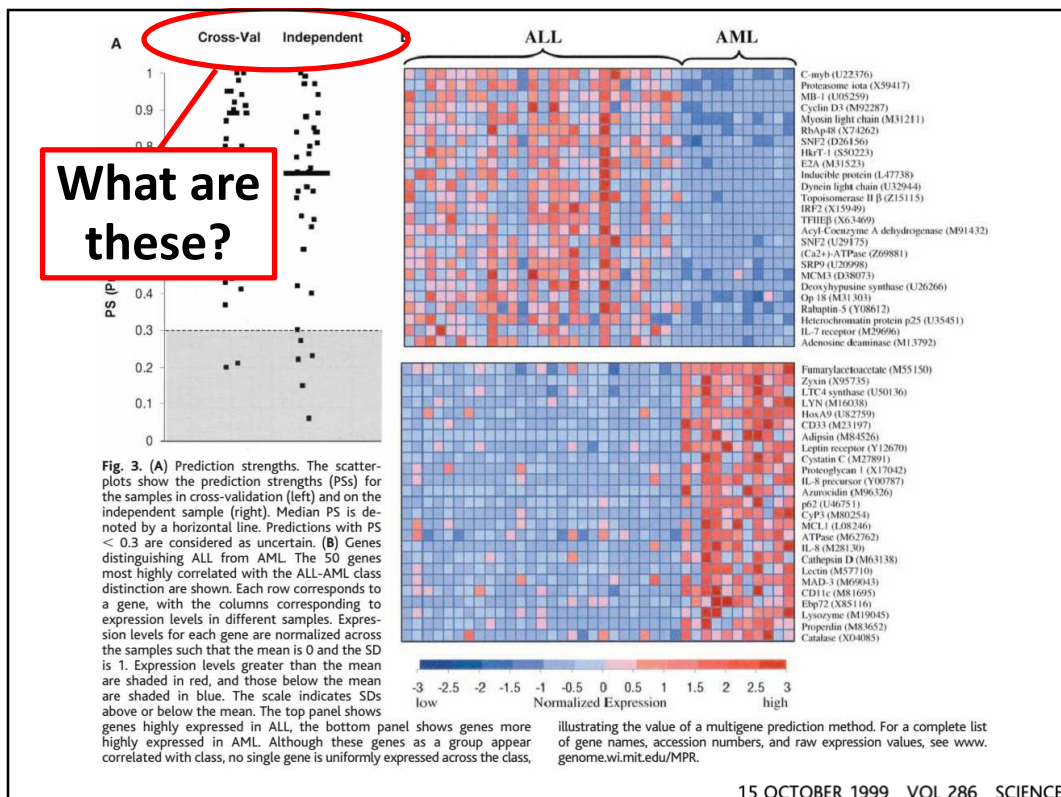 A
Cross-Val Independent
B
ALL
AML
1
0.9
0.8
What are
these?
PS (P
0.4
0.3
0.2
0.1
0
C-myb (U22376)
Proteasome iota (X59417)
MB-1 (U05259)
Cyclin D3 (M92287)
Myosin light chain (M31211)
RbAp48 (X74262)
SNF2 (D26156)
HkrT-1 (S50223)
E2A (M31523)
Inducible protein (L47738)
Dynein light chain (U32944)
Topoisomerase II β (Z15115)
IRF2 (X15949)
TFIIEβ (X63469)
Acyl-Coenzyme A dehydrogenase (M91432)
SNF2 (U29175)
(Ca2+)-ATPase (Z69881)
SRP9 (U20998)
MCM3 (D38073)
Deoxyhypusine synthase (U26266)
Op 18 (M31303)
Rabaptin-5 (Y08612)
Heterochromatin protein p25 (U35451)
IL-7 receptor (M29696)
Adenosine deaminase (M13792)
Fumarylacetoacetate (M55150)
Zyxin (X95735)
LTC4 synthase (U50136)
LYN (M16038)
HoxA9 (U82759)
CD33 (M23197)
Adipsin (M84526)
Leptin receptor (Y12670)
Cystatin C (M27891)
Proteoglycan 1 (X17042)
IL-8 precursor (Y00787)
Azurocidin (M96326)
p62 (U46751)
CyP3 (M80254)
MCL1 (L08246)
ATPase (M62762)
IL-8 (M28130)
Cathepsin D (M63138)
Lectin (M57710)
MAD-3 (M69043)
CD11c (M81695)
Ebp72 (X85116)
Lysozyme (M19045)
Properdin (M83652)
Catalase (X04085)
-3 -2.5 -2 -1.5 -1 -0.5 0 0.5 1 1.5 2 2.5 3
low Normalized Expression high
Fig. 3. (A) Prediction strengths. The scatter-
plots show the prediction strengths (PSs) for
the samples in cross-validation (left) and on the
independent sample (right). Median PS is de-
noted by a horizontal line. Predictions with PS
< 0.3 are considered as uncertain. (B) Genes
distinguishing ALL from AML. The 50 genes
most highly correlated with the ALL-AML class
distinction are shown. Each row corresponds to
a gene, with the columns corresponding to
expression levels in different samples. Expres-
sion levels for each gene are normalized across
the samples such that the mean is 0 and the SD
is 1. Expression levels greater than the mean
are shaded in red, and those below the mean
are shaded in blue. The scale indicates SDs
above or below the mean. The top panel shows
genes highly expressed in ALL, the bottom panel shows genes more
highly expressed in AML. Although these genes as a group appear
correlated with class, no single gene is uniformly expressed across the class,
illustrating the value of a multigene prediction method. For a complete list
of gene names, accession numbers, and raw expression values, see www.
genome.wi.mit.edu/MPR.
15 OCTOBER 1999 VOL 286 SCIENCE